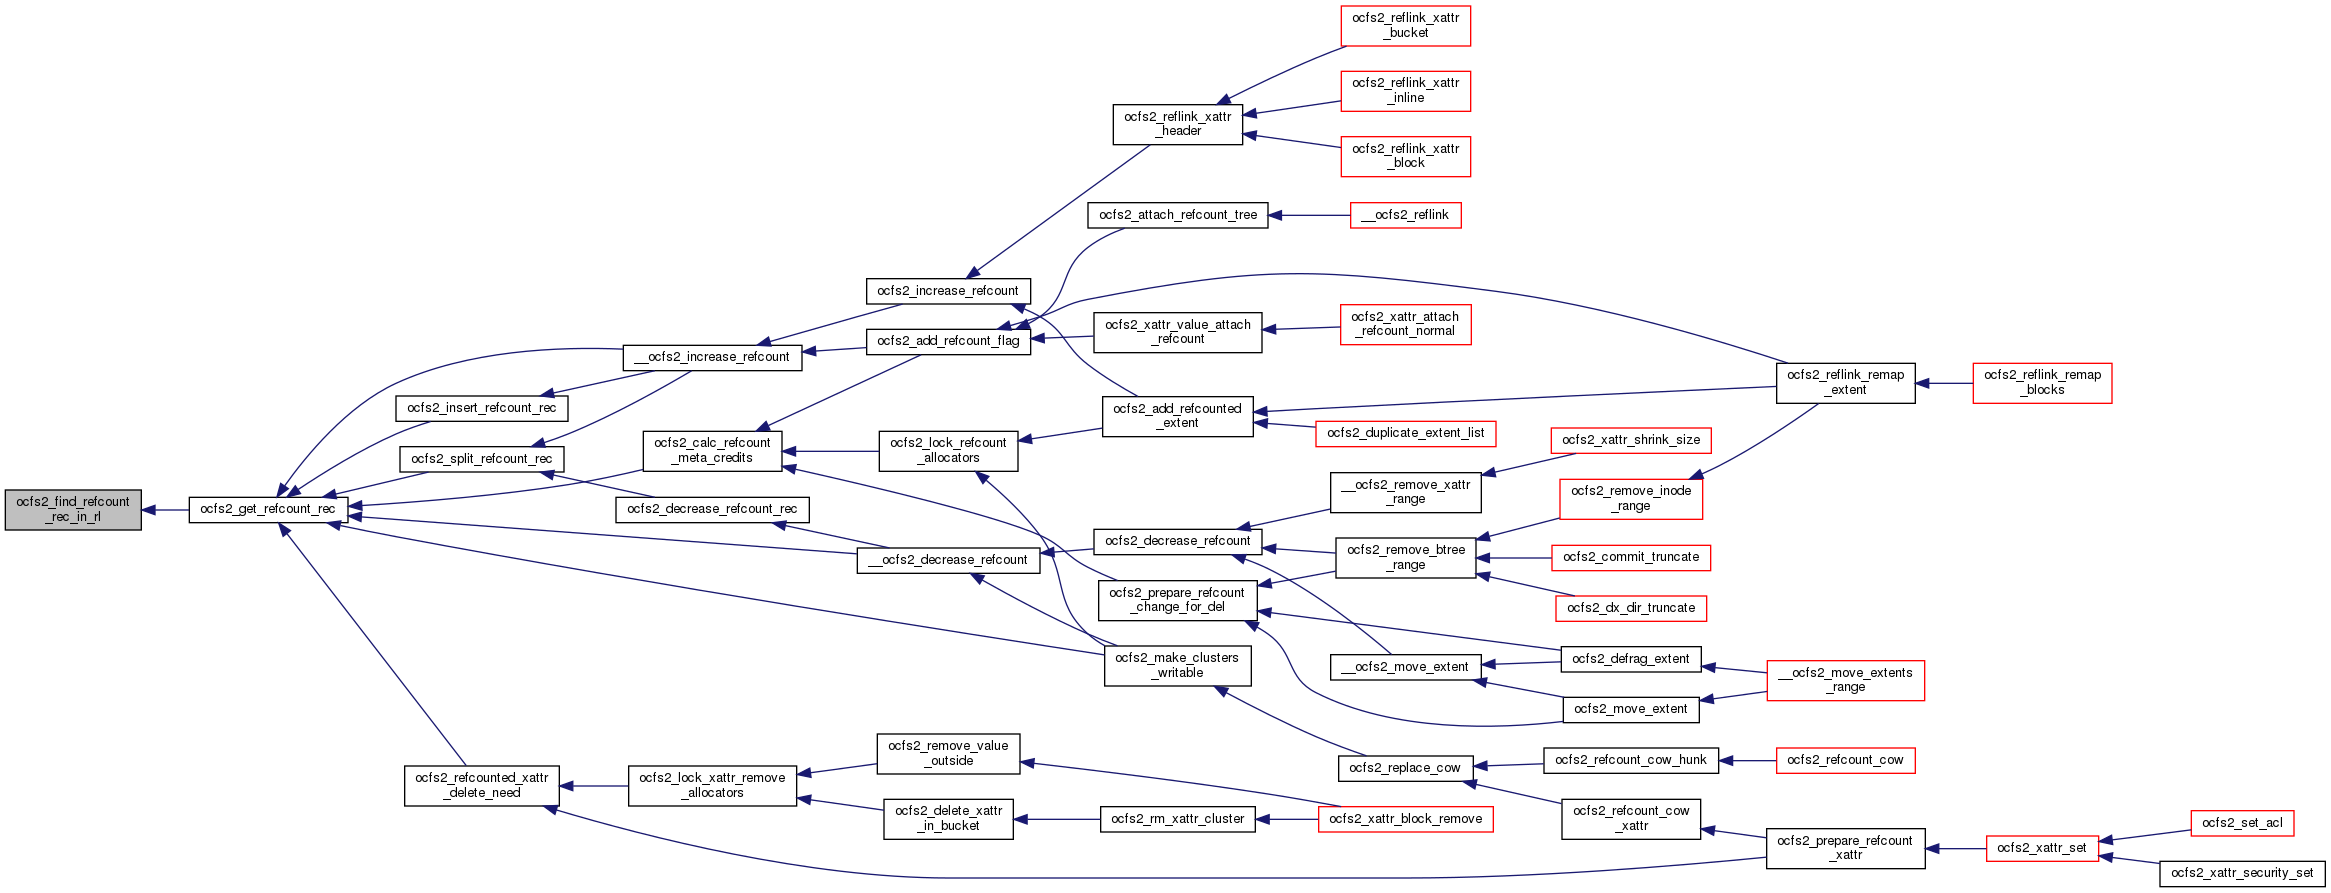 ocfs2_reflink_xattr
_bucket
ocfs2_reflink_xattr
_inline
ocfs2_reflink_xattr
_header
ocfs2_reflink_xattr
_block
ocfs2_attach_refcount_tree
__ocfs2_reflink
ocfs2_increase_refcount
ocfs2_add_refcount_flag
ocfs2_xattr_value_attach
_refcount
ocfs2_xattr_attach
_refcount_normal
__ocfs2_increase_refcount
ocfs2_reflink_remap
_extent
ocfs2_reflink_remap
_blocks
ocfs2_insert_refcount_rec
ocfs2_add_refcounted
_extent
ocfs2_duplicate_extent_list
ocfs2_split_refcount_rec
ocfs2_calc_refcount
_meta_credits
ocfs2_lock_refcount
_allocators
ocfs2_xattr_shrink_size
__ocfs2_remove_xattr
_range
ocfs2_remove_inode
_range
ocfs2_find_refcount
_rec_in_rl
ocfs2_get_refcount_rec
ocfs2_decrease_refcount_rec
__ocfs2_decrease_refcount
ocfs2_decrease_refcount
ocfs2_remove_btree
_range
ocfs2_commit_truncate
ocfs2_prepare_refcount
_change_for_del
ocfs2_dx_dir_truncate
ocfs2_make_clusters
_writable
__ocfs2_move_extent
ocfs2_defrag_extent
__ocfs2_move_extents
_range
ocfs2_move_extent
ocfs2_refcounted_xattr
_delete_need
ocfs2_lock_xattr_remove
_allocators
ocfs2_remove_value
_outside
ocfs2_replace_cow
ocfs2_refcount_cow_hunk
ocfs2_refcount_cow
ocfs2_delete_xattr
_in_bucket
ocfs2_rm_xattr_cluster
ocfs2_xattr_block_remove
ocfs2_refcount_cow
_xattr
ocfs2_prepare_refcount
_xattr
ocfs2_xattr_set
ocfs2_set_acl
ocfs2_xattr_security_set